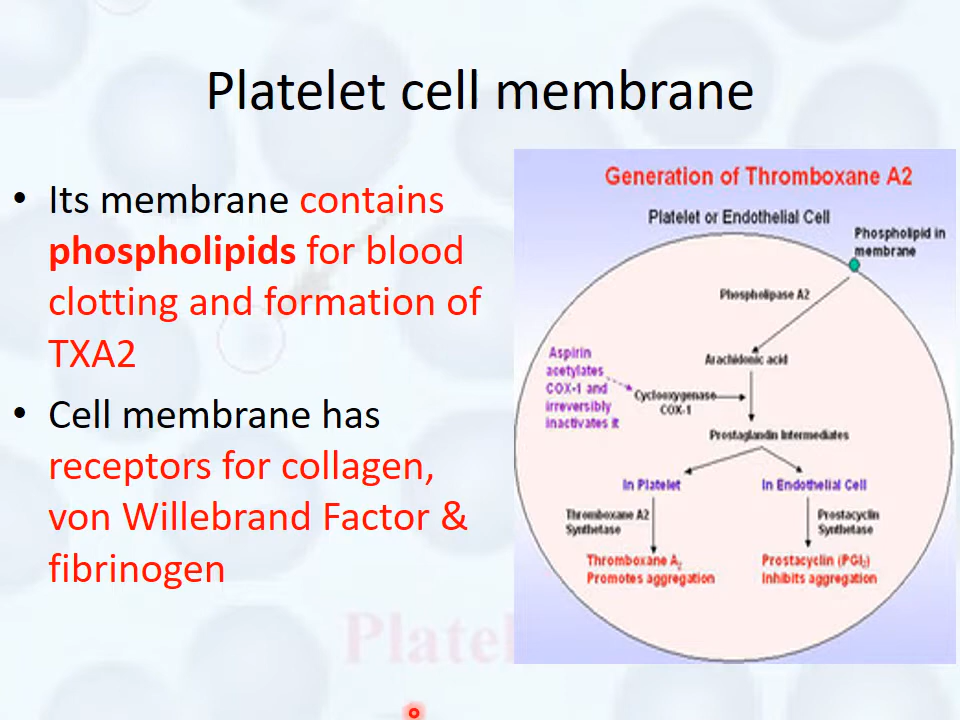 Platelet cell membrane
• Its membrane contains
phospholipids for blood
clotting and formation of
TXA2
• Cell membrane has
receptors for collagen,
von Willebrand Factor &
fibrinogen
Generation of Thromboxane A2
Platelet or Endothelial Cell
Phospholipid in
membrane
Phospholipase A2
Arachidonic acid
Aspirin
acetylates
COX-1 and
irreversibly
inactivates it
Cyclooxygenase
COX-1
Prostaglandin Intermediates
In Platelet
In Endothelial Cell
Thromboxane A2
Synthetase
Prostacyclin
Synthetase
Thromboxane A2
Promotes aggregation
Prostacyclin (PGI2)
Inhibits aggregation